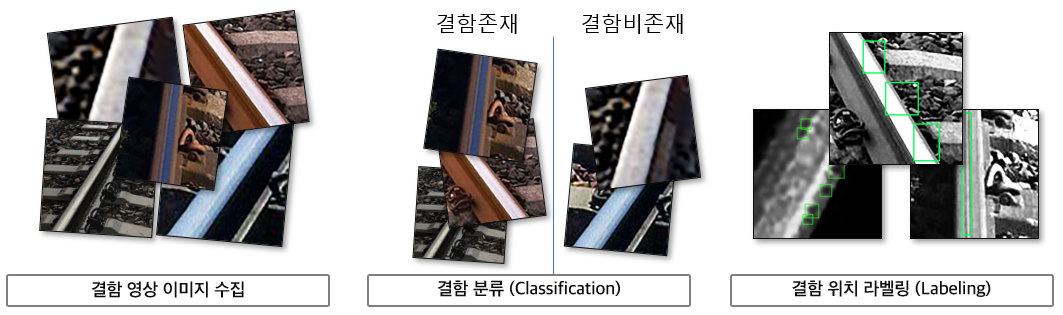 결함존재
결함비존재
결함 영상 이미지 수집
결함 분류 (Classification)
결함 위치 라벨링 (Labeling)